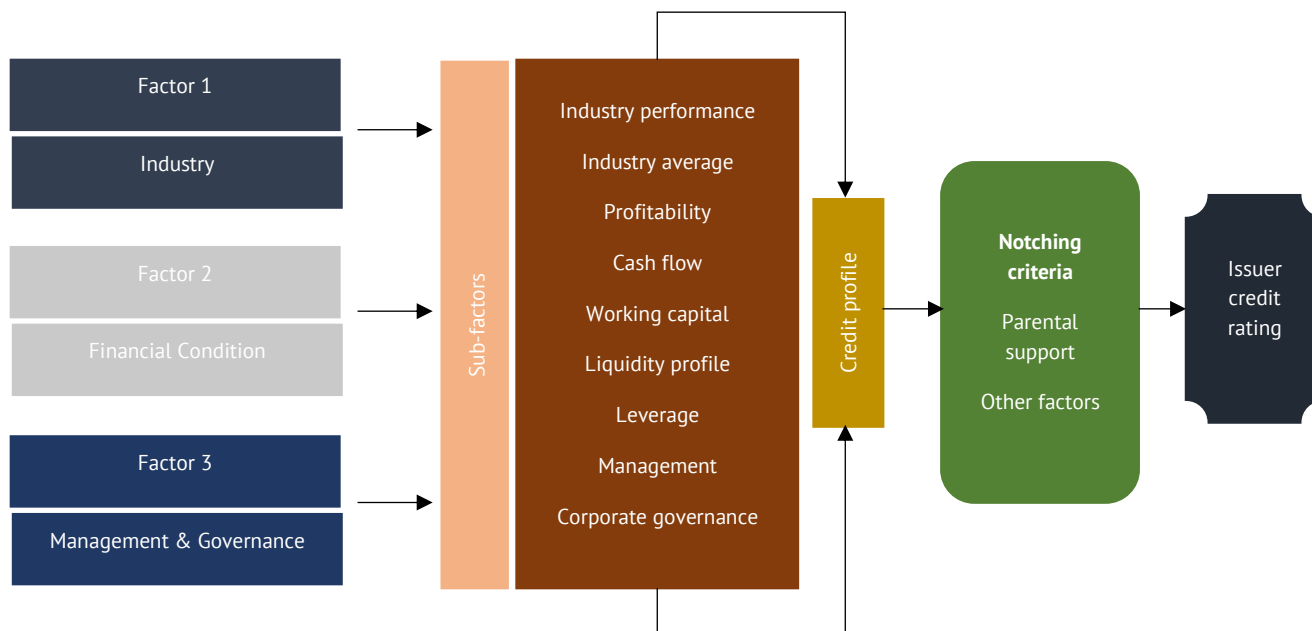 Factor 1
Industry
Factor 2
Financial Condition
Factor 3
Management & Governance
Sub-factors
Industry performance
Industry average
Profitability
Cash flow
Working capital
Liquidity profile
Leverage
Management
Corporate governance
Credit profile
Notching
criteria
Parental
support
Other factors
Issuer
credit
rating